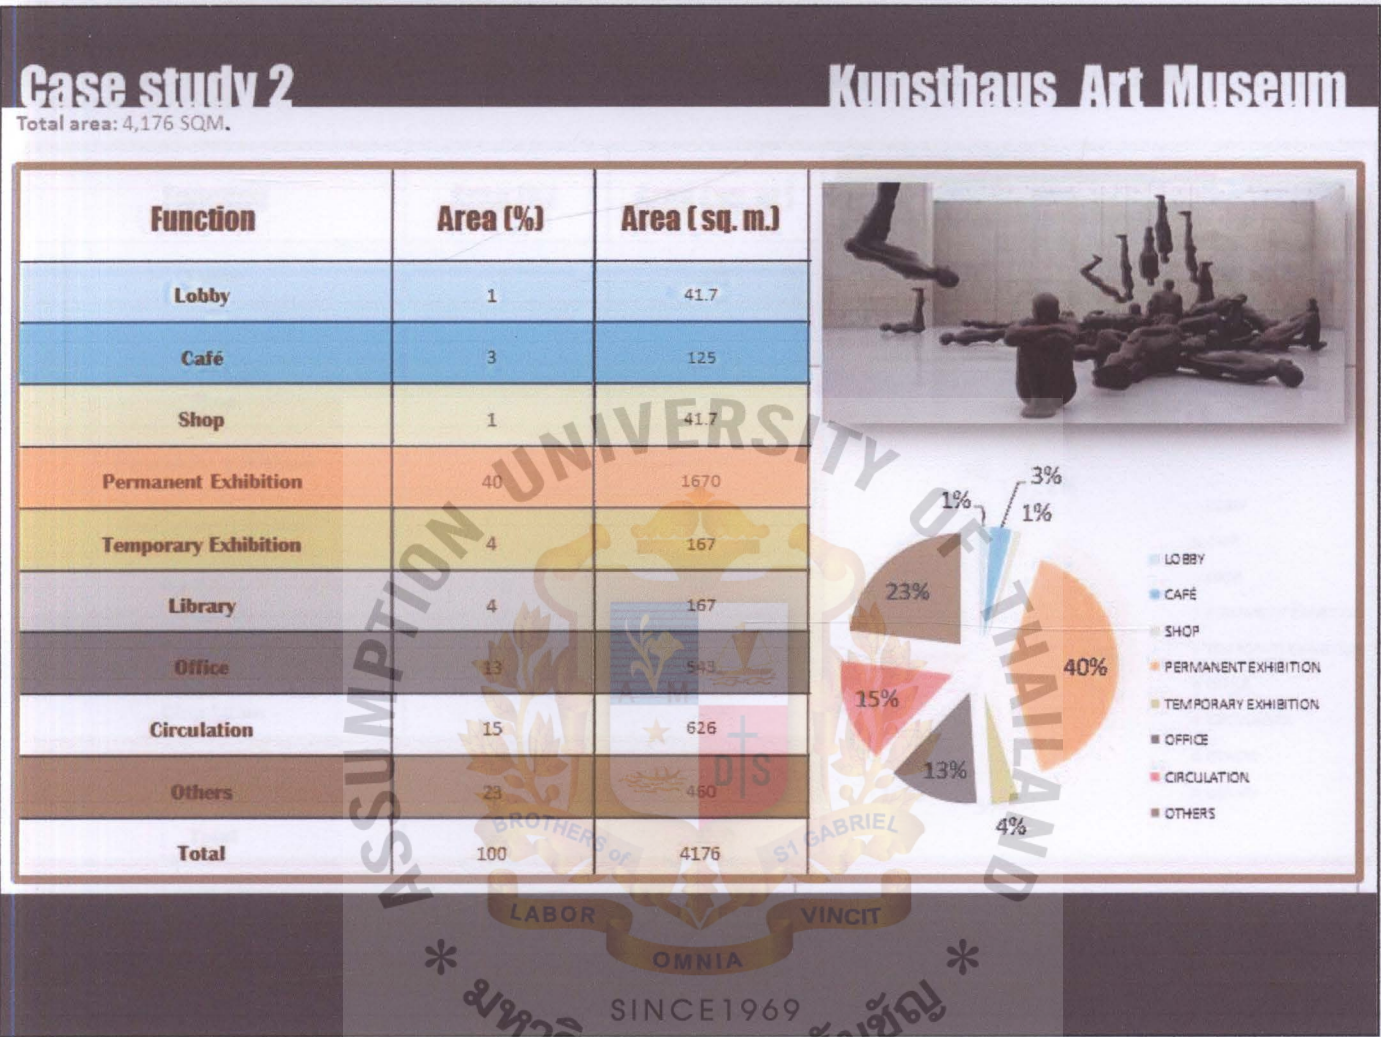 Case study 2
Kunsthaus Art Museum
Total area: 4,176 SQM.
Function Area (%) Area ( sq. m.)
Lobby 1 41.7
Café 3 125
Shop 1 41.7
Permanent Exhibition 40 1670
Temporary Exhibition 4 167
Library 4 167
Office 13 543
Circulation 15 626
Others 23 460
Total 100 4176
3%
1%
1%
23%
40%
15%
13%
4%
LOBBY
CAFÉ
SHOP
PERMANENT EXHIBITION
TEMPORARY EXHIBITION
OFFICE
CIRCULATION
OTHERS
ASSUMPTION UNIVERSITY OF THAILAND
A M
D S
BROTHERS of
ST GABRIEL
LABOR
VINCIT
OMNIA
SINCE1969